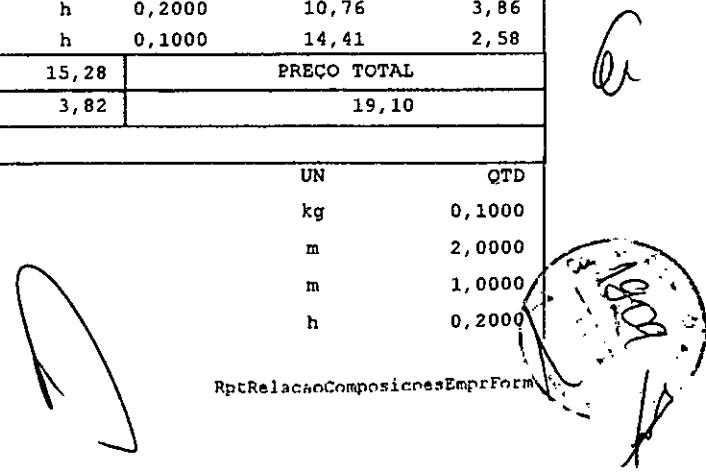 h 0,2000 10,76 3,86
h 0,1000 14,41 2,58
15,28 PREÇO TOTAL
3,82 19,10
UN QTD
kg 0,1000
m 2,0000
m 1,0000
h 0,2000
RptRelacaoComposicoesEmprForm